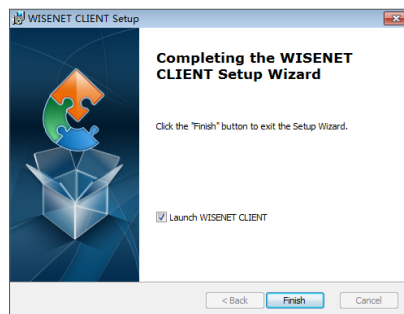 WISENET CLIENT Setup
Completing the WISENET
CLIENT Setup Wizard
Click the "Finish" button to exit the Setup Wizard.
Launch WISENET CLIENT
< Back Finish Cancel